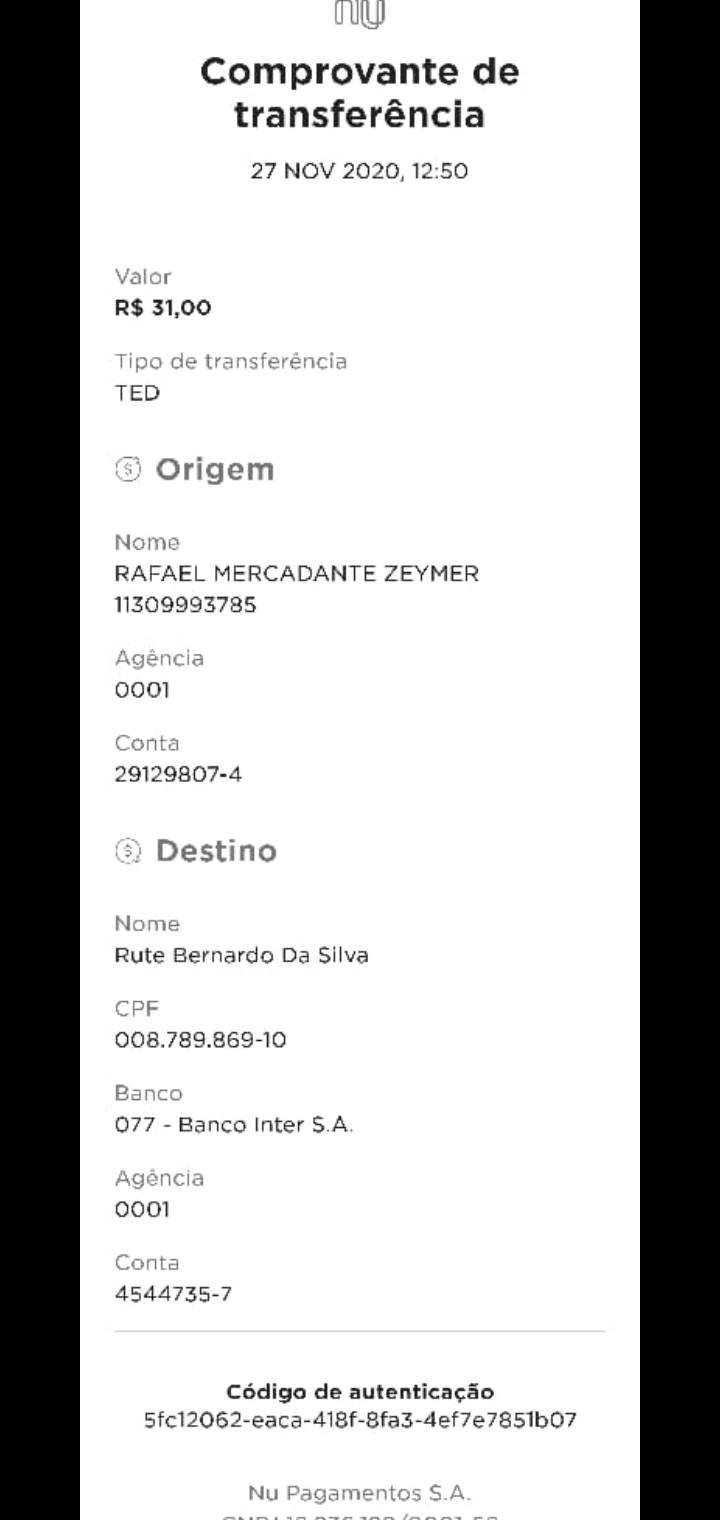 nu
Comprovante de
transferência
27 NOV 2020, 12:50
Valor
R$ 31,00
Tipo de transferência
TED
Origem
Nome
RAFAEL MERCADANTE ZEYMER
11309993785
Agência
0001
Conta
29129807-4
Destino
Nome
Rute Bernardo Da Silva
CPF
008.789.869-10
Banco
077 - Banco Inter S.A.
Agência
0001
Conta
4544735-7
Código de autenticação
5fc12062-eaca-418f-8fa3-4ef7e7851b07
Nu Pagamentos S.A.